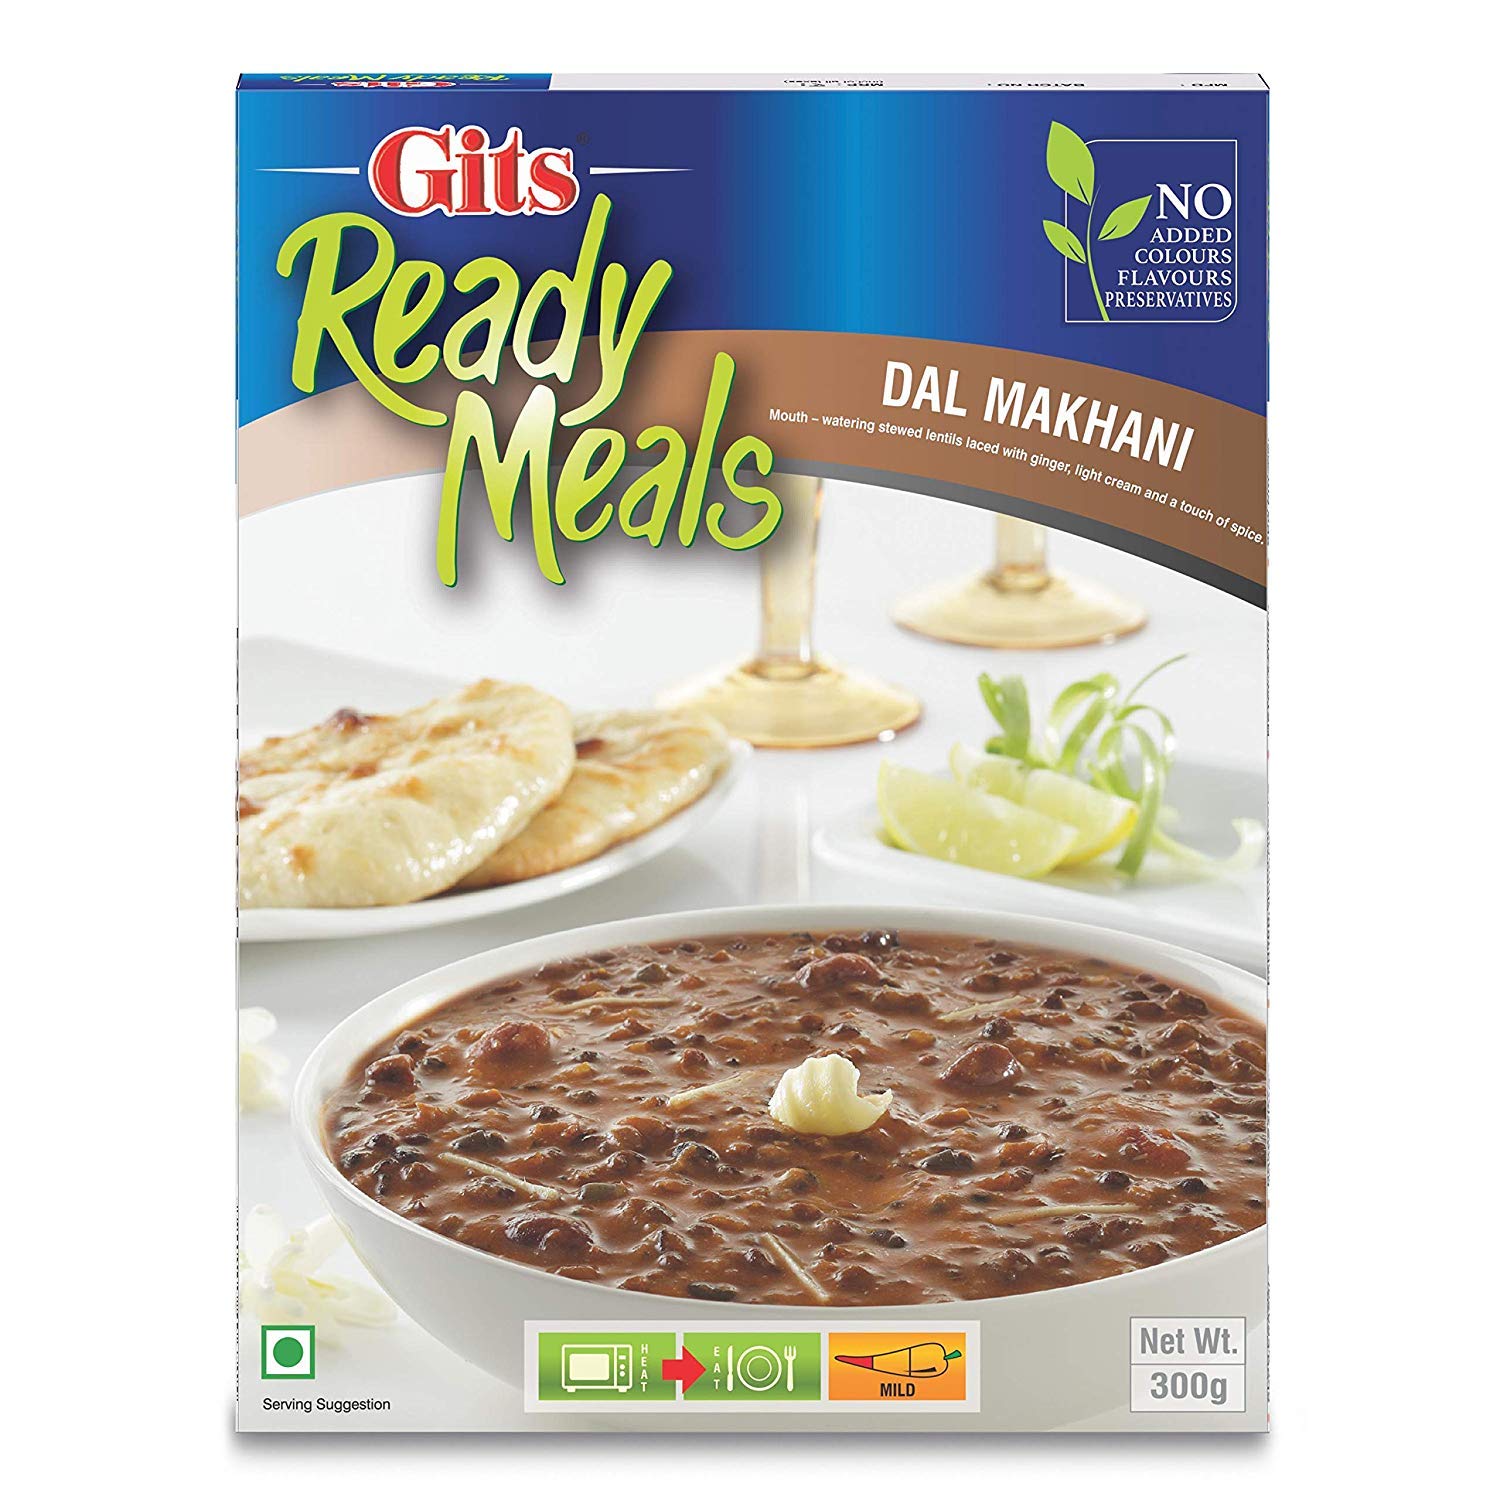 Gits
Ready
Meals
NO
ADDED
COLOURS
FLAVOURS
PRESERVATIVES
DAL MAKHANI
Mouth – watering stewed lentils laced with ginger, light cream and a touch of spice.
HEAT
EAT
MILD
Serving Suggestion
Net Wt.
300g